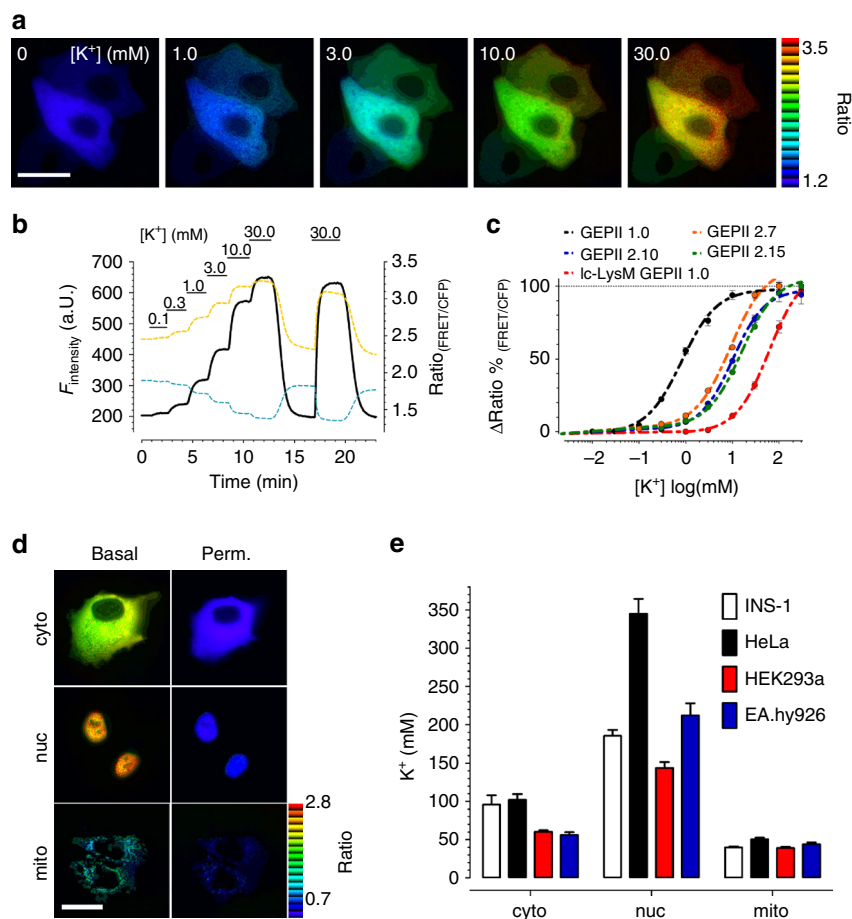 a
0 [K+] (mM)
1.0
3.0
10.0
30.0
3.5
Ratio
1.2
b
[K+] (mM)
0.1
0.3
1.0
3.0
10.0
30.0
30.0
Fintensity (a.U.)
700
600
500
400
300
200
3.5
3.0
2.5
2.0
1.5
Ratio(FRET/CFP)
0 5 10 15 20
Time (min)
c
GEPII 1.0
GEPII 2.7
GEPII 2.10
GEPII 2.15
lc-LysM GEPII 1.0
ΔRatio % (FRET/CFP)
100
50
0
−2 −1 0 1 2
[K+] log(mM)
d
Basal Perm.
cyto
nuc
mito
2.8
Ratio
0.7
e
K+ (mM)
350
300
250
200
150
100
50
0
INS-1
HeLa
HEK293a
EA.hy926
cyto nuc mito